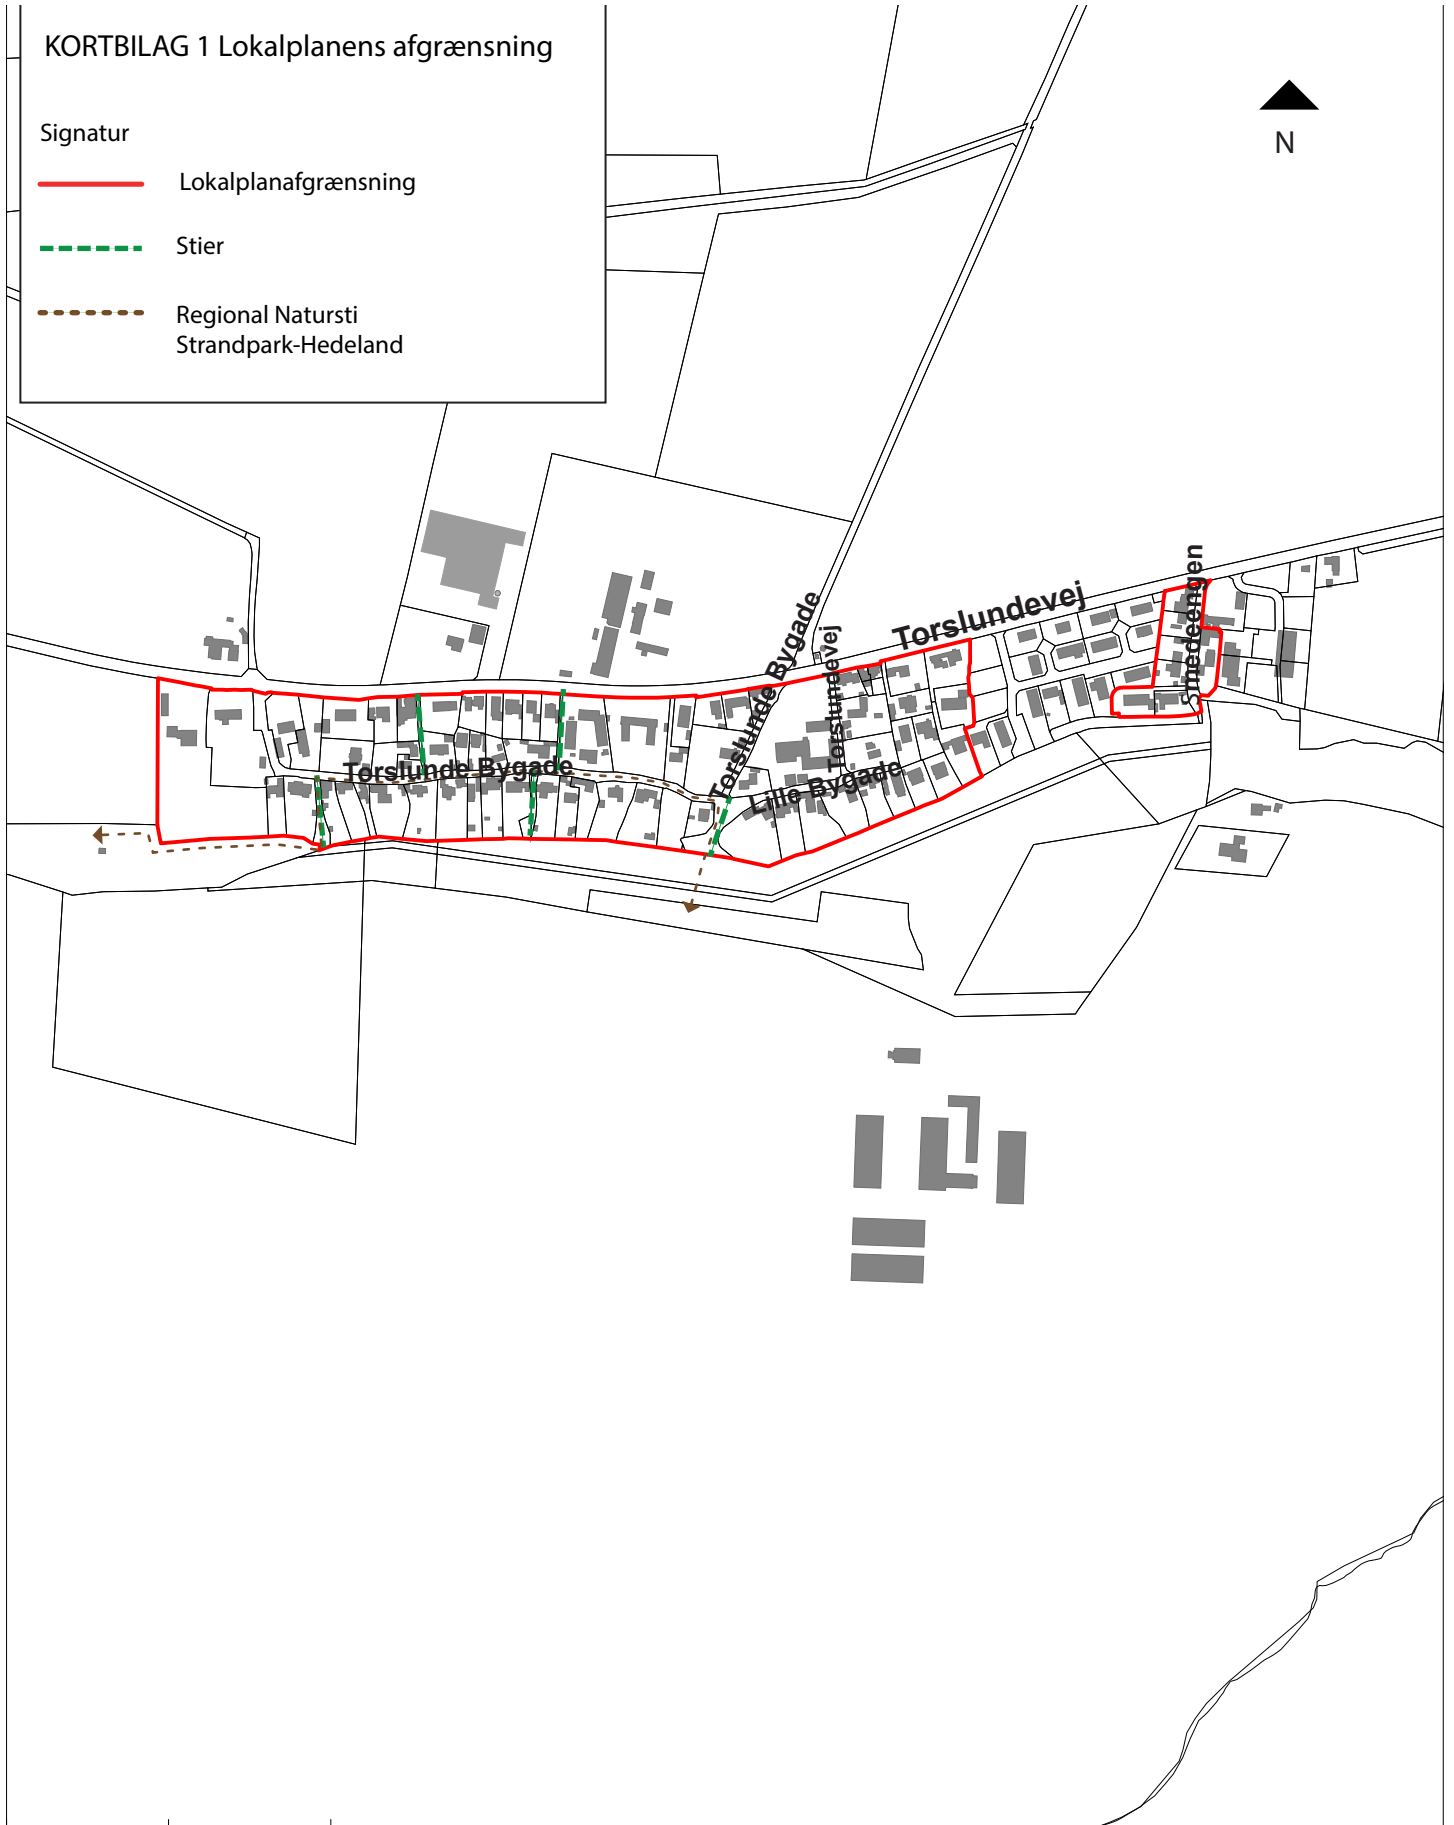 KORTBILAG 1 Lokalplanens afgrænsning
Signatur
Lokalplanafgrænsning
Stier
Regional Natursti
Strandpark-Hedeland
N
Torslundevej
Smedeengen
Torslunde Bygade
Torslundevej
Torslunde Bygade
Lille Bygade